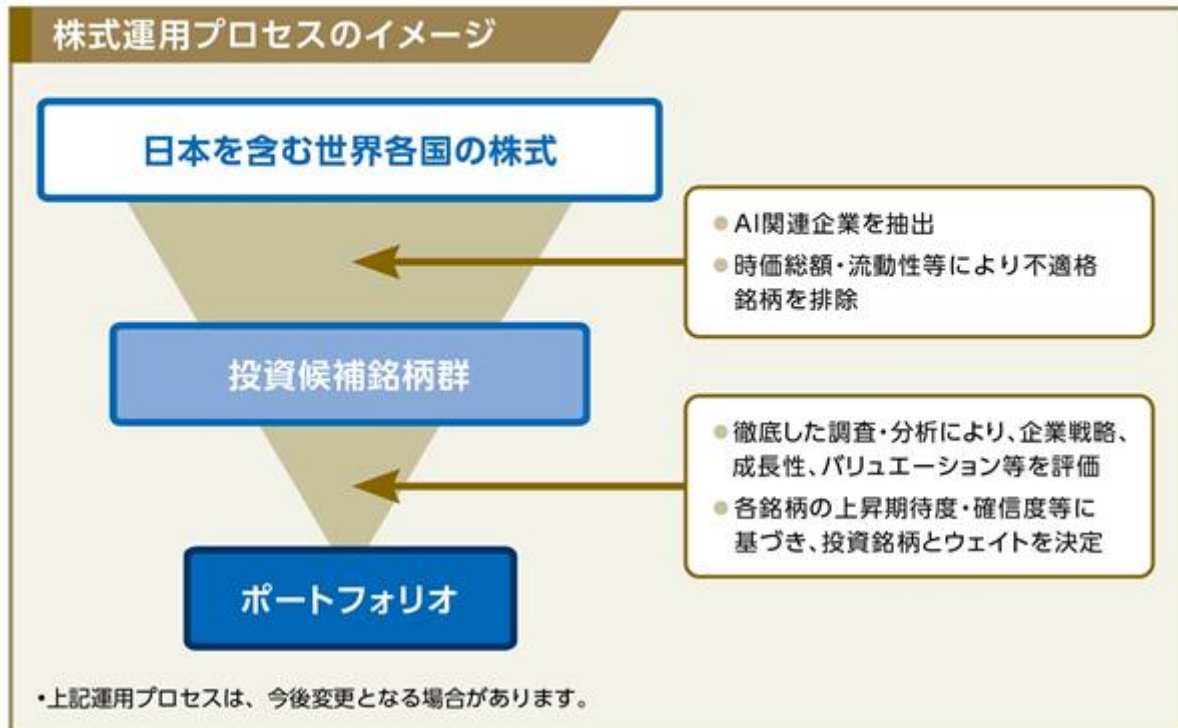 株式運用プロセスのイメージ
日本を含む世界各国の株式
●AI関連企業を抽出
●時価総額・流動性等により不適格
銘柄を排除
投資候補銘柄群
●徹底した調査・分析により、企業戦略、
成長性、バリュエーション等を評価
●各銘柄の上昇期待度・確信度等に
基づき、投資銘柄とウェイトを決定
ポートフォリオ
•上記運用プロセスは、今後変更となる場合があります。